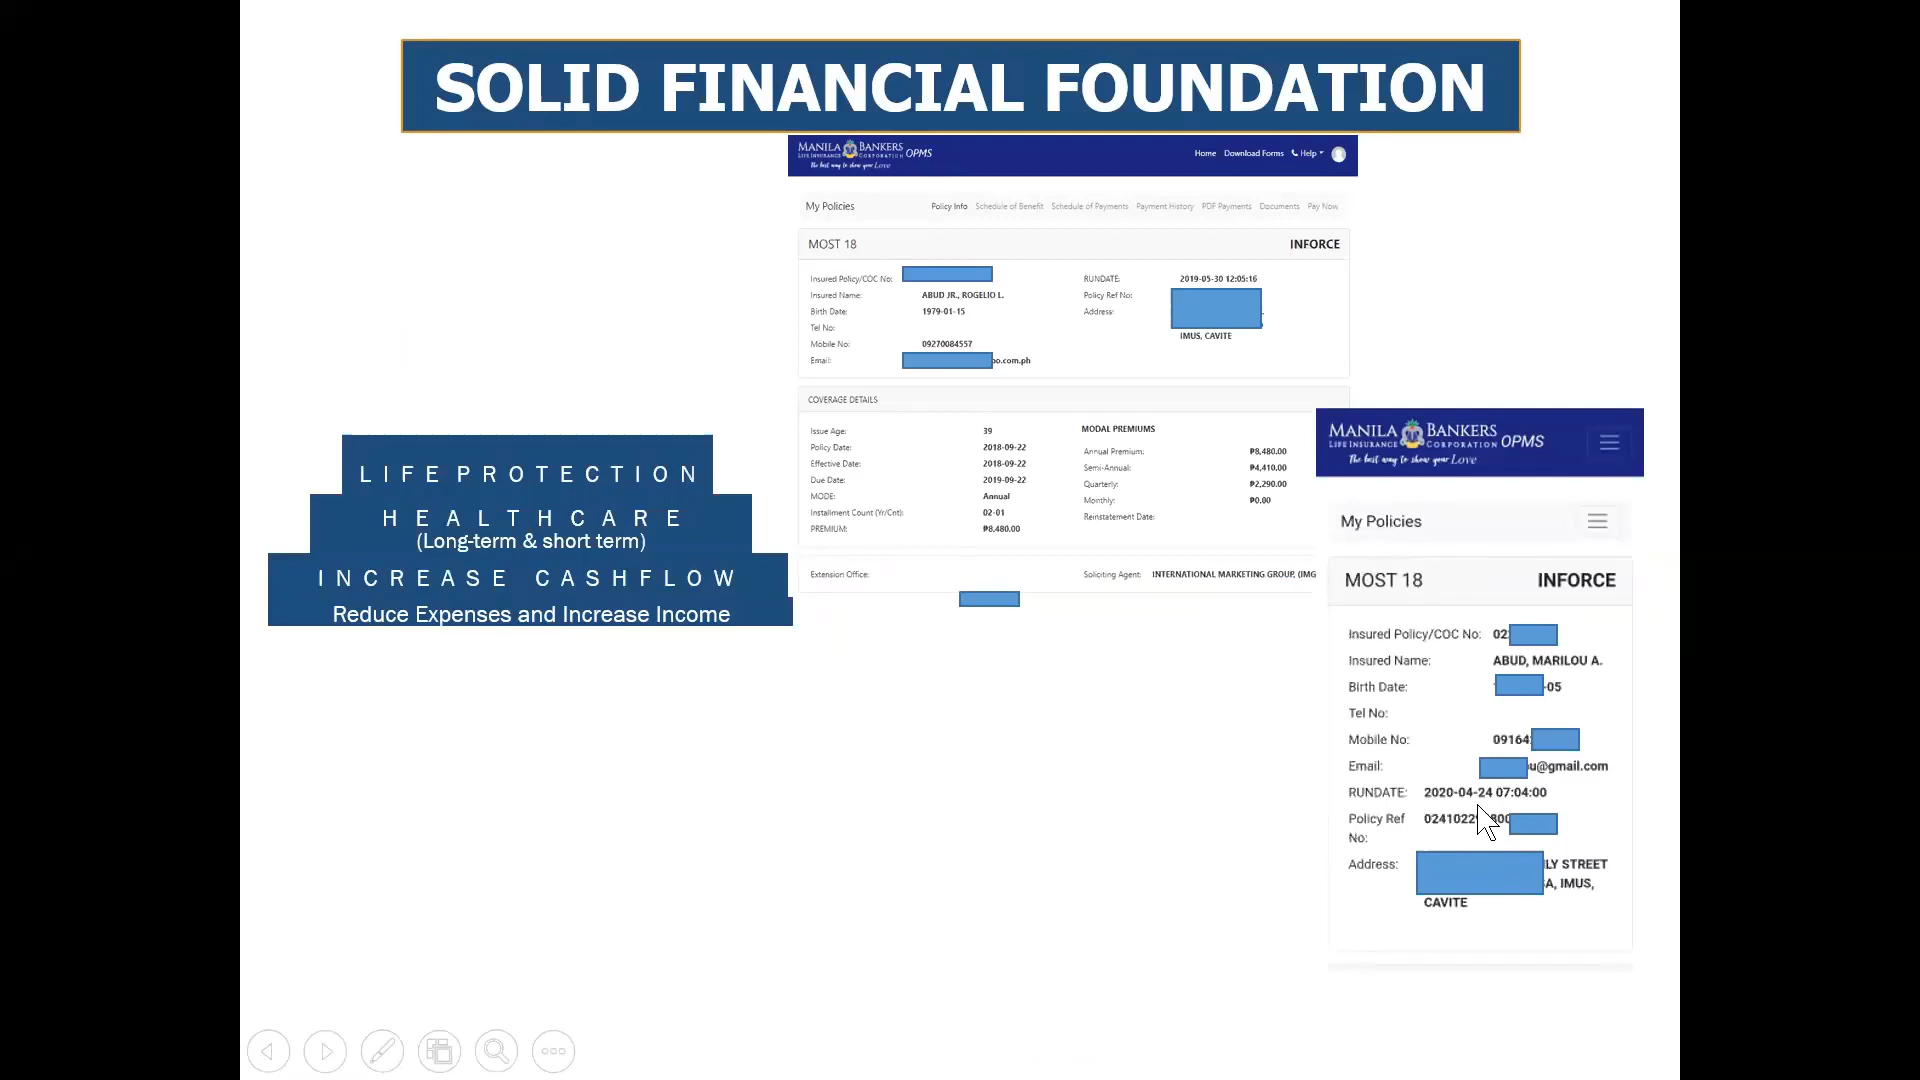 SOLID FINANCIAL FOUNDATION
MANILA BANKERS
LIFE INSURANCE CORPORATION OPMS
The best way to show your Love
Home Download Forms Help
My Policies Policy Info Schedule of Benefit Schedule of Payments Payment History PDF Payments Documents Pay Now
MOST 18 INFORCE
Insured Policy/COC No: RUNDATE: 2019-05-30 12:05:16
Insured Name: ABUD JR., ROGELIO L. Policy Ref No:
Birth Date: 1979-01-15 Address:
Tel No:
IMUS, CAVITE
Mobile No: 09270084557
Email: oo.com.ph
COVERAGE DETAILS
Issue Age: 39 MODAL PREMIUMS
Policy Date: 2018-09-22 Annual Premium: ₱8,480.00
Effective Date: 2018-09-22 Semi-Annual: ₱4,410.00
Due Date: 2019-09-22 Quarterly: ₱2,290.00
MODE: Annual Monthly: ₱0.00
Installment Count (Yr/Cnt): 02-01 Reinstatement Date:
PREMIUM: ₱8,480.00
Extension Office: Soliciting Agent: INTERNATIONAL MARKETING GROUP, (IMG
LIFE PROTECTION
HEALTHCARE
(Long-term & short term)
INCREASE CASHFLOW
Reduce Expenses and Increase Income
MANILA BANKERS
LIFE INSURANCE CORPORATION OPMS
The best way to show your Love
My Policies
MOST 18 INFORCE
Insured Policy/COC No: 02
Insured Name: ABUD, MARILOU A.
Birth Date: -05
Tel No:
Mobile No: 09164
Email: u@gmail.com
RUNDATE: 2020-04-24 07:04:00
Policy Ref
No:
Address: LY STREET
A, IMUS,
CAVITE